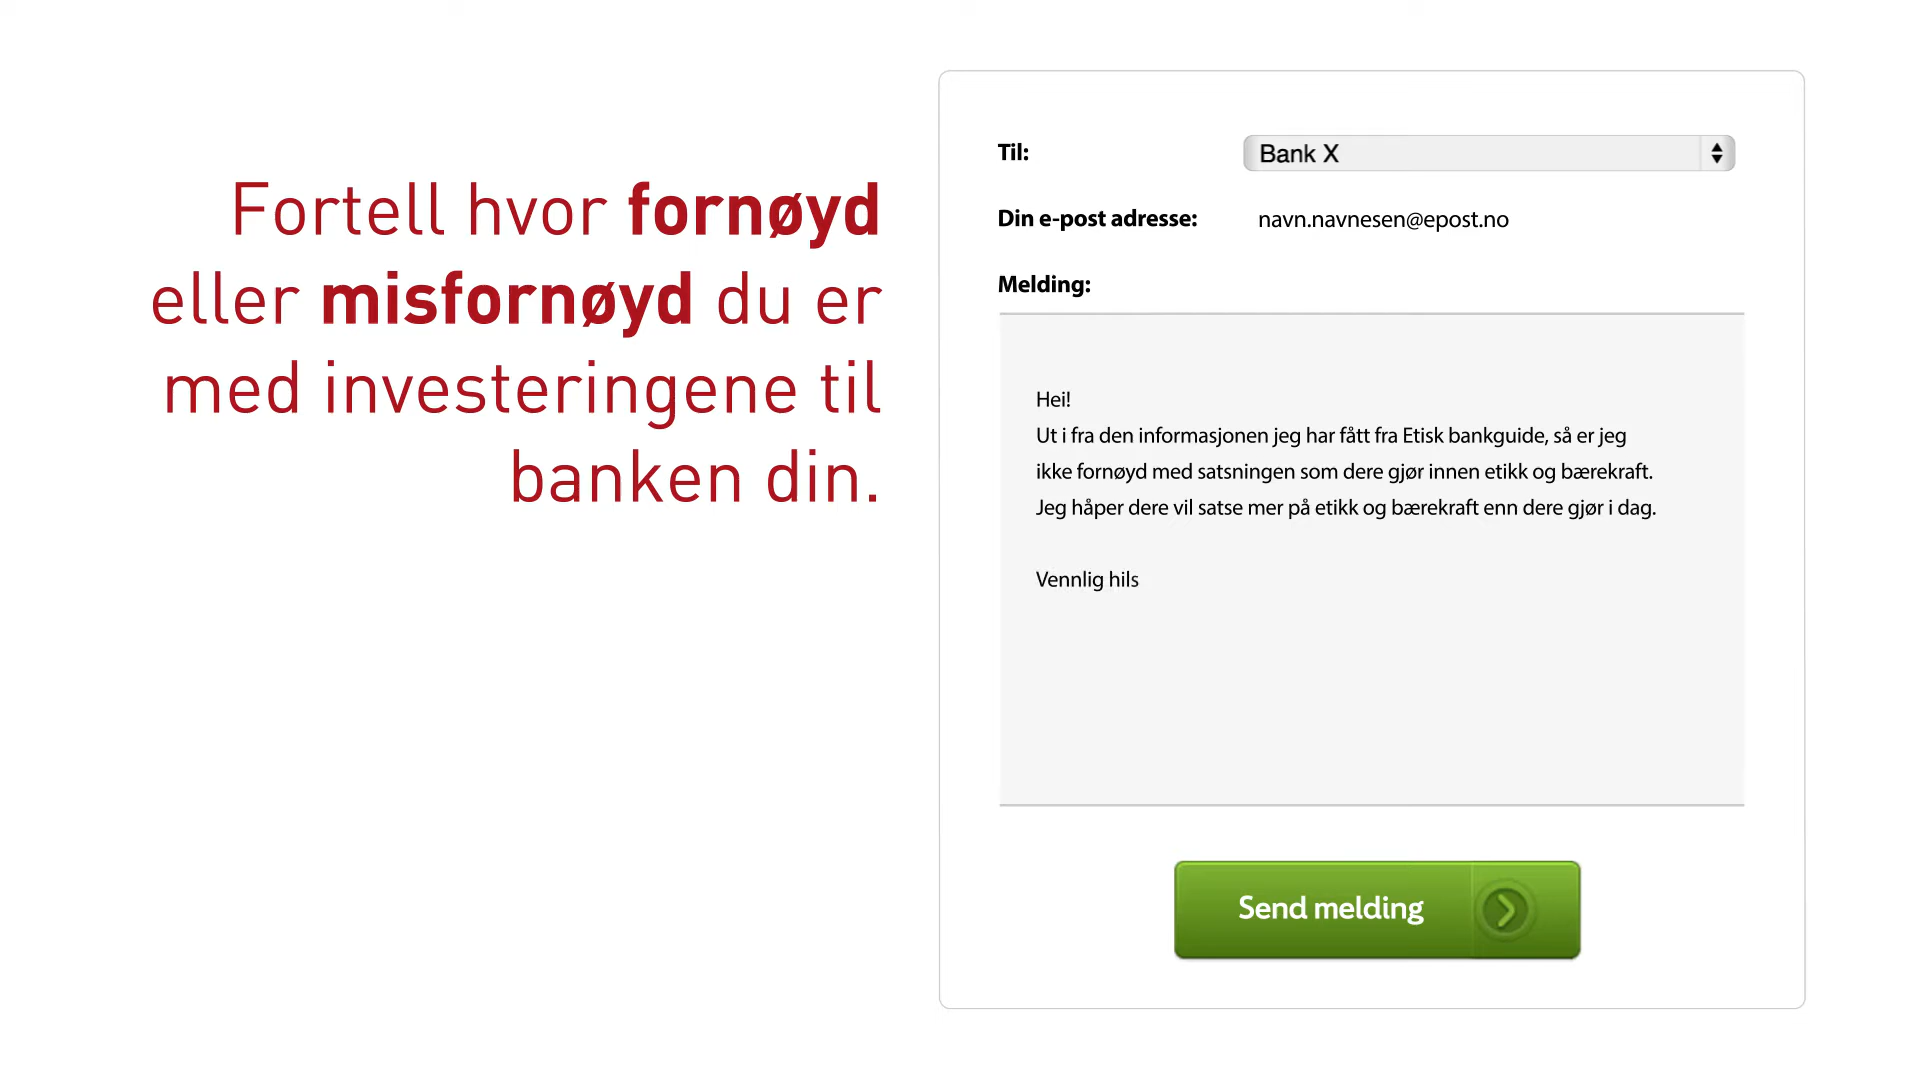 Fortell hvor fornøyd
eller misfornøyd du er
med investeringene til
banken din.
Til:
Bank X
Din e-post adresse:
navn.navnesen@epost.no
Melding:
Hei!
Ut i fra den informasjonen jeg har fått fra Etisk bankguide, så er jeg
ikke fornøyd med satsningen som dere gjør innen etikk og bærekraft.
Jeg håper dere vil satse mer på etikk og bærekraft enn dere gjør i dag.
Vennlig hils
Send melding